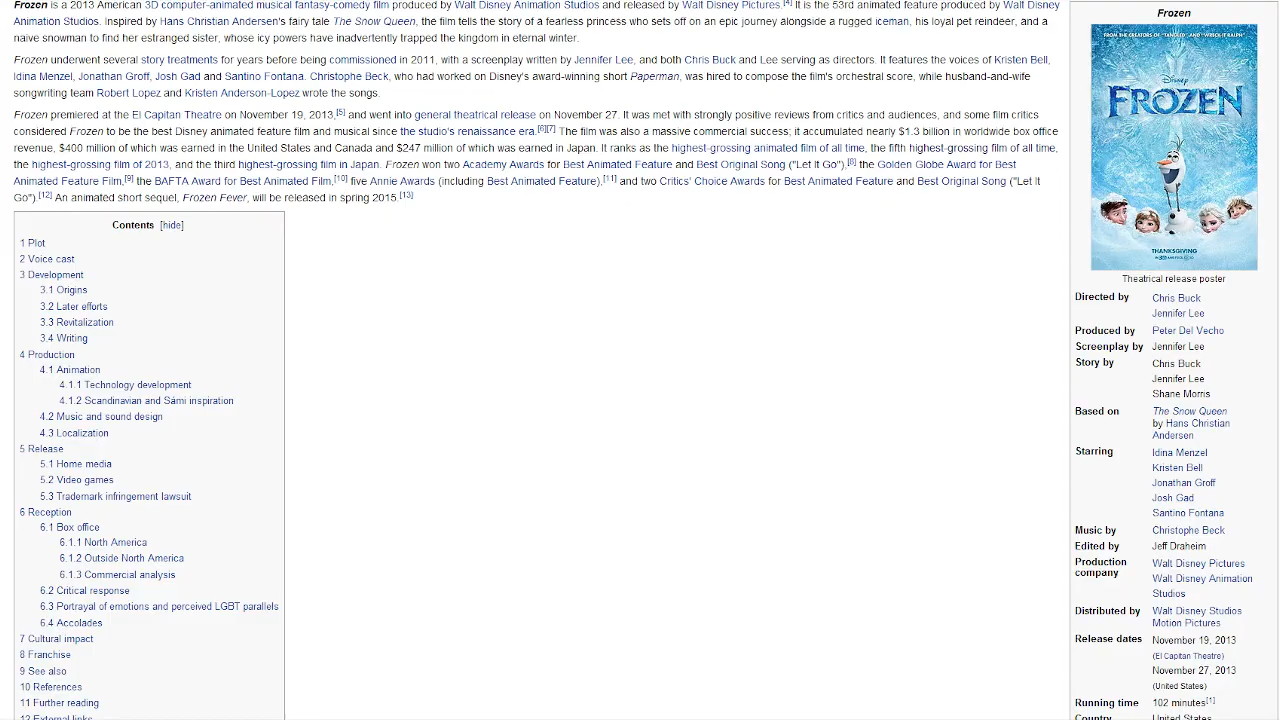 Frozen is a 2013 American 3D computer-animated musical fantasy-comedy film produced by Walt Disney Animation Studios and released by Walt Disney Pictures.[4] It is the 53rd animated feature produced by Walt Disney
Animation Studios. Inspired by Hans Christian Andersen's fairy tale The Snow Queen, the film tells the story of a fearless princess who sets off on an epic journey alongside a rugged iceman, his loyal pet reindeer, and a
naive snowman to find her estranged sister, whose icy powers have inadvertently trapped the kingdom in eternal winter.
Frozen underwent several story treatments for years before being commissioned in 2011, with a screenplay written by Jennifer Lee, and both Chris Buck and Lee serving as directors. It features the voices of Kristen Bell,
Idina Menzel, Jonathan Groff, Josh Gad and Santino Fontana. Christophe Beck, who had worked on Disney's award-winning short Paperman, was hired to compose the film's orchestral score, while husband-and-wife
songwriting team Robert Lopez and Kristen Anderson-Lopez wrote the songs.
Frozen premiered at the El Capitan Theatre on November 19, 2013,[5] and went into general theatrical release on November 27. It was met with strongly positive reviews from critics and audiences, and some film critics
considered Frozen to be the best Disney animated feature film and musical since the studio's renaissance era.[6][7] The film was also a massive commercial success; it accumulated nearly $1.3 billion in worldwide box office
revenue, $400 million of which was earned in the United States and Canada and $247 million of which was earned in Japan. It ranks as the highest-grossing animated film of all time, the fifth highest-grossing film of all time,
the highest-grossing film of 2013, and the third highest-grossing film in Japan. Frozen won two Academy Awards for Best Animated Feature and Best Original Song ("Let It Go"),[8] the Golden Globe Award for Best
Animated Feature Film,[9] the BAFTA Award for Best Animated Film,[10] five Annie Awards (including Best Animated Feature),[11] and two Critics' Choice Awards for Best Animated Feature and Best Original Song ("Let It
Go").[12] An animated short sequel, Frozen Fever, will be released in spring 2015.[13]
Contents [hide]
1 Plot
2 Voice cast
3 Development
3.1 Origins
3.2 Later efforts
3.3 Revitalization
3.4 Writing
4 Production
4.1 Animation
4.1.1 Technology development
4.1.2 Scandinavian and Sámi inspiration
4.2 Music and sound design
4.3 Localization
5 Release
5.1 Home media
5.2 Video games
5.3 Trademark infringement lawsuit
6 Reception
6.1 Box office
6.1.1 North America
6.1.2 Outside North America
6.1.3 Commercial analysis
6.2 Critical response
6.3 Portrayal of emotions and perceived LGBT parallels
6.4 Accolades
7 Cultural impact
8 Franchise
9 See also
10 References
11 Further reading
12 External links
Frozen
FROM THE CREATORS OF "TANGLED" AND "WRECK-IT RALPH"
Disney
FROZEN
THANKSGIVING
Theatrical release poster
Directed by Chris Buck
Jennifer Lee
Produced by Peter Del Vecho
Screenplay by Jennifer Lee
Story by Chris Buck
Jennifer Lee
Shane Morris
Based on The Snow Queen
by Hans Christian
Andersen
Starring Idina Menzel
Kristen Bell
Jonathan Groff
Josh Gad
Santino Fontana
Music by Christophe Beck
Edited by Jeff Draheim
Production company Walt Disney Pictures
Walt Disney Animation
Studios
Distributed by Walt Disney Studios
Motion Pictures
Release dates November 19, 2013
(El Capitan Theatre)
November 27, 2013
(United States)
Running time 102 minutes[1]
Country United States